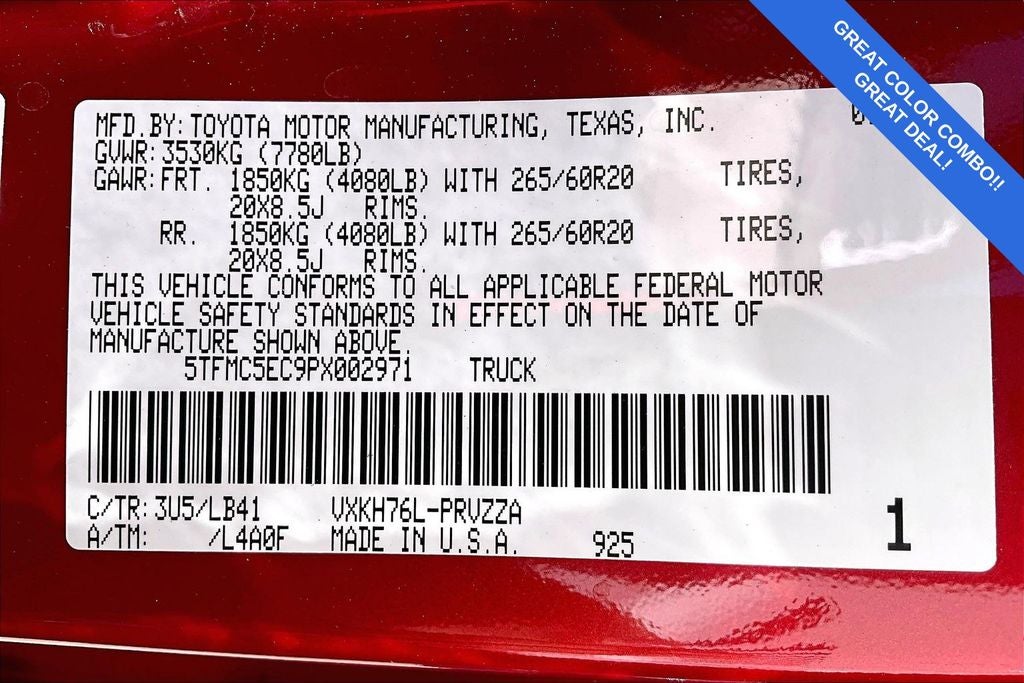 GREAT COLOR COMBO!!
GREAT DEAL!
MFD.BY:TOYOTA MOTOR MANUFACTURING, TEXAS, INC.
GVWR:3530KG (7780LB)
GAWR:FRT. 1850KG (4080LB) WITH 265/60R20 TIRES,
20X8.5J RIMS.
RR. 1850KG (4080LB) WITH 265/60R20 TIRES,
20X8.5J RIMS.
THIS VEHICLE CONFORMS TO ALL APPLICABLE FEDERAL MOTOR
VEHICLE SAFETY STANDARDS IN EFFECT ON THE DATE OF
MANUFACTURE SHOWN ABOVE.
5TFMC5EC9PX002971 TRUCK
C/TR:3U5/LB41 VXKH76L-PRVZZA
A/TM: /L4A0F MADE IN U.S.A. 925
1